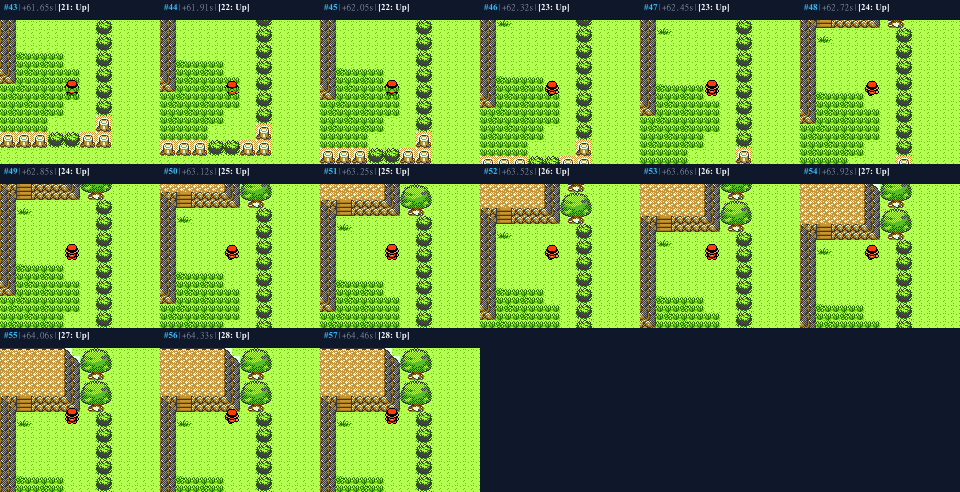 #43|+61.65s|[21: Up]
#44|+61.91s|[22: Up]
#45|+62.05s|[22: Up]
#46|+62.32s|[23: Up]
#47|+62.45s|[23: Up]
#48|+62.72s|[24: Up]
#49|+62.85s|[24: Up]
#50|+63.12s|[25: Up]
#51|+63.25s|[25: Up]
#52|+63.52s|[26: Up]
#53|+63.66s|[26: Up]
#54|+63.92s|[27: Up]
#55|+64.06s|[27: Up]
#56|+64.33s|[28: Up]
#57|+64.46s|[28: Up]